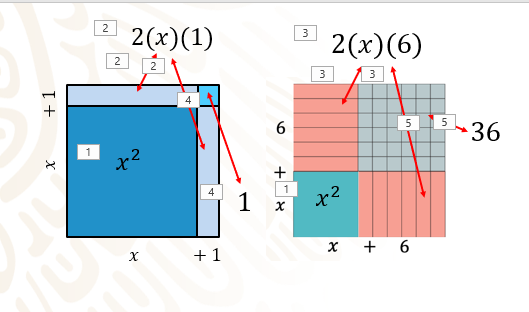 2
2(x)(1)
2
2
4
+ 1
1
x²
x
4
1
x
+ 1
3
2(x)(6)
3
3
5
5
6
36
+
1
x
x²
x + 6